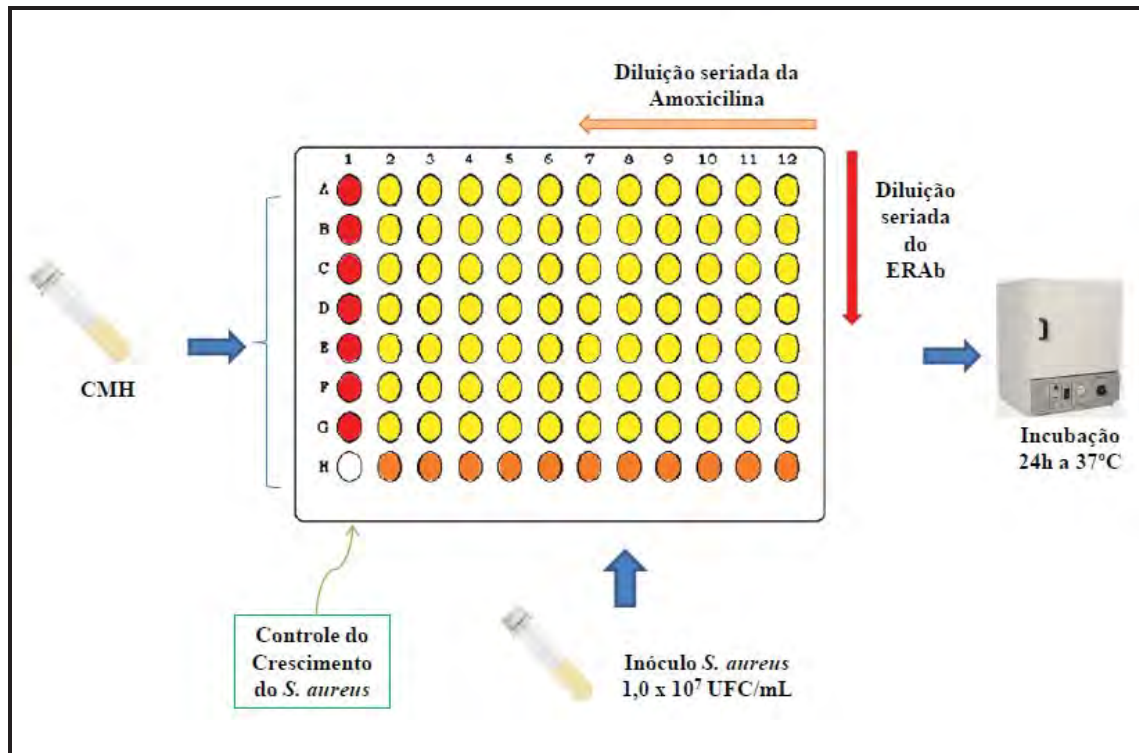 Diluição seriada da
Amoxicilina
1 2 3 4 5 6 7 8 9 10 11 12
A
B
C
D
E
F
G
H
Diluição
seriada
do
ERAb
CMH
Incubação
24h a 37ºC
Controle do
Crescimento
do S. aureus
Inóculo S. aureus
1,0 x 10⁷ UFC/mL